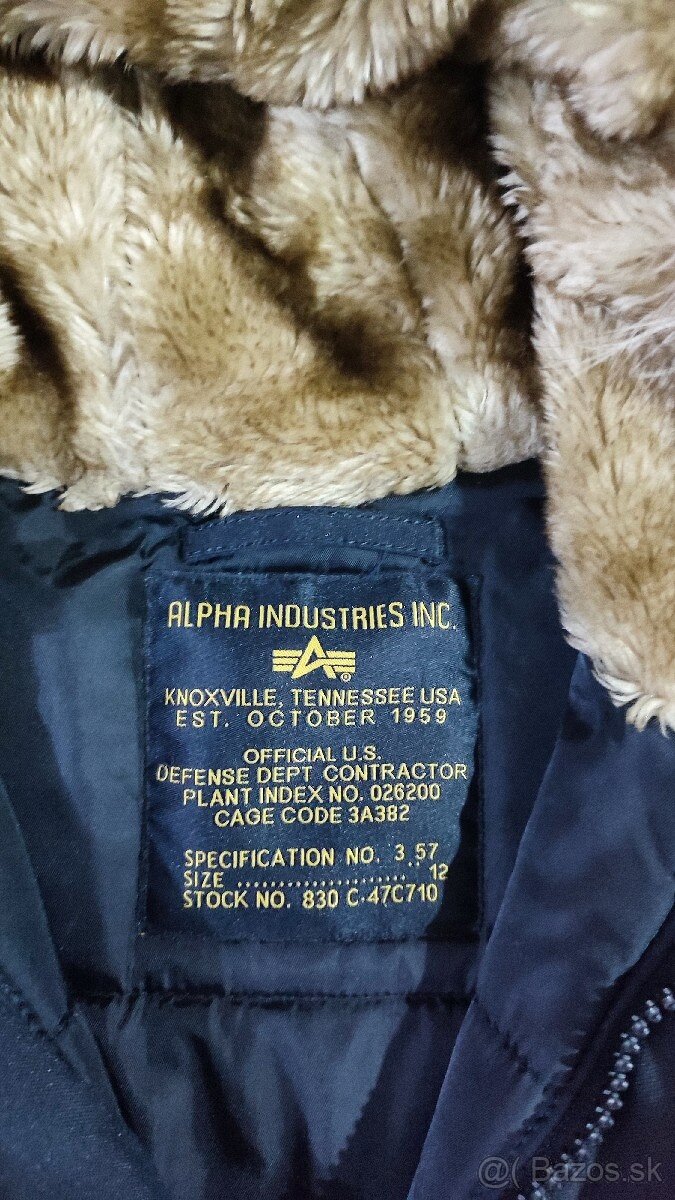 ALPHA INDUSTRIES INC.
A®
KNOXVILLE, TENNESSEE USA
EST. OCTOBER 1959
OFFICIAL U.S.
DEFENSE DEPT CONTRACTOR
PLANT INDEX NO. 026200
CAGE CODE 3A382
SPECIFICATION NO. 3.57
SIZE ..................... 12
STOCK NO. 830 C-47C710
@( Bazos.sk